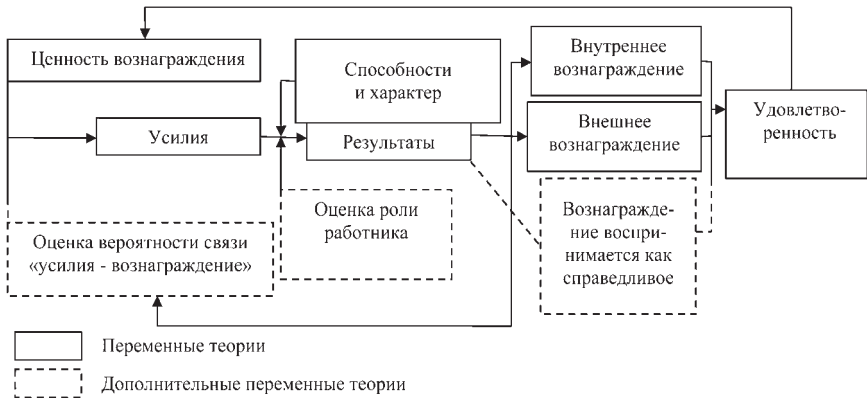 Ценность вознаграждения
Способности
и характер
Внутреннее
вознаграждение
Усилия
Результаты
Внешнее
вознаграждение
Удовлетво-
ренность
Оценка вероятности связи
«усилия - вознаграждение»
Оценка роли
работника
Вознагражде-
ние воспри-
нимается как
справедливое
Переменные теории
Дополнительные переменные теории